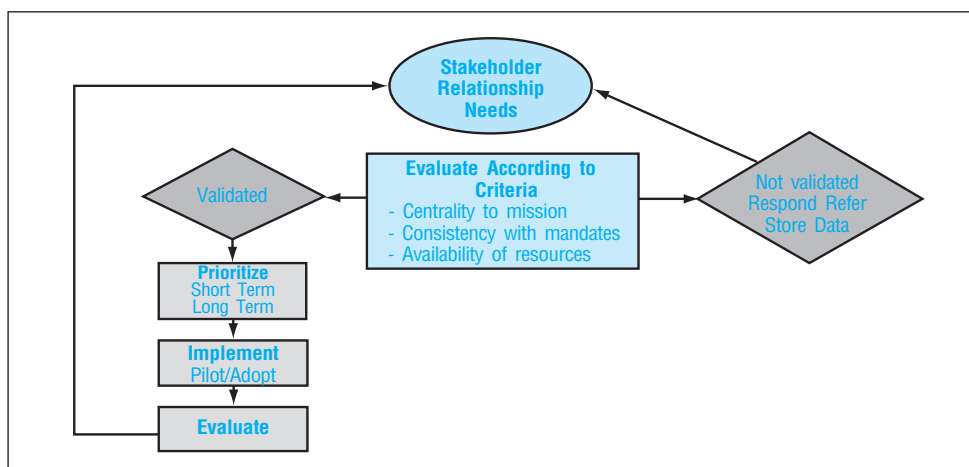 Stakeholder
Relationship
Needs
Evaluate According to
Criteria
- Centrality to mission
- Consistency with mandates
- Availability of resources
Validated
Not validated
Respond Refer
Store Data
Prioritize
Short Term
Long Term
Implement
Pilot/Adopt
Evaluate